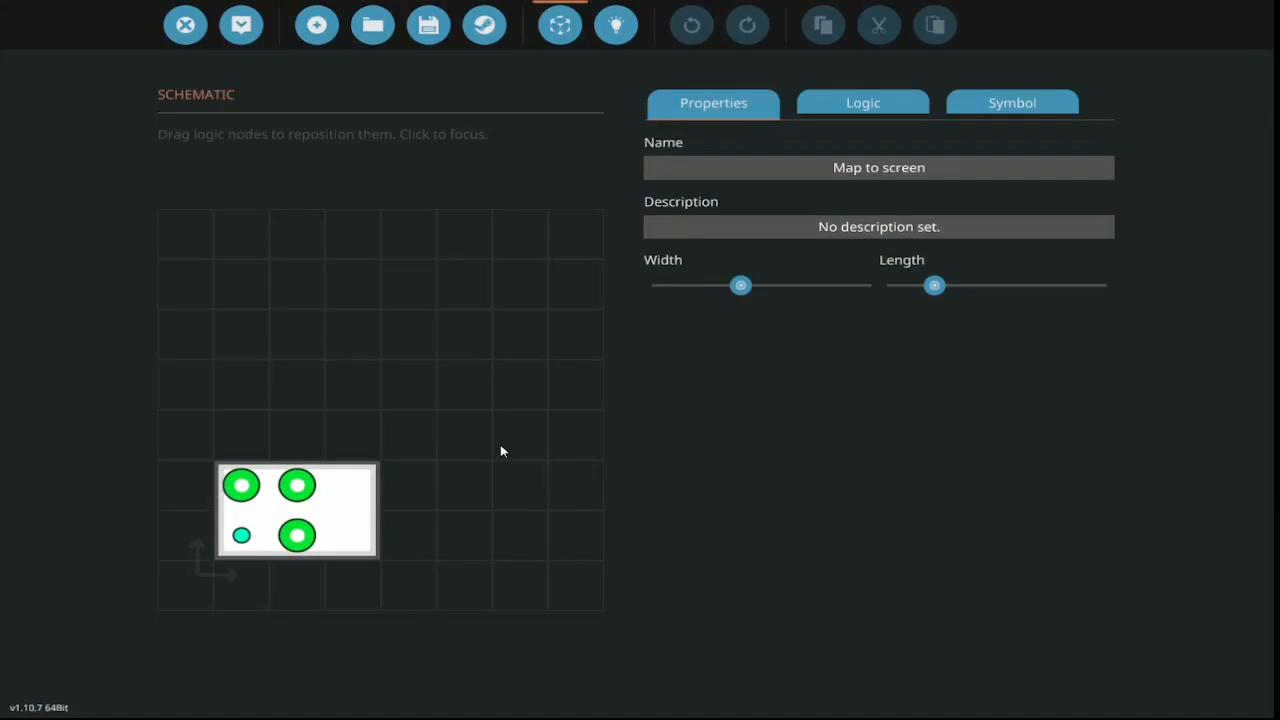 SCHEMATIC
Drag logic nodes to reposition them. Click to focus.
Properties
Logic
Symbol
Name
Map to screen
Description
No description set.
Width
Length
v1.10.7 64Bit